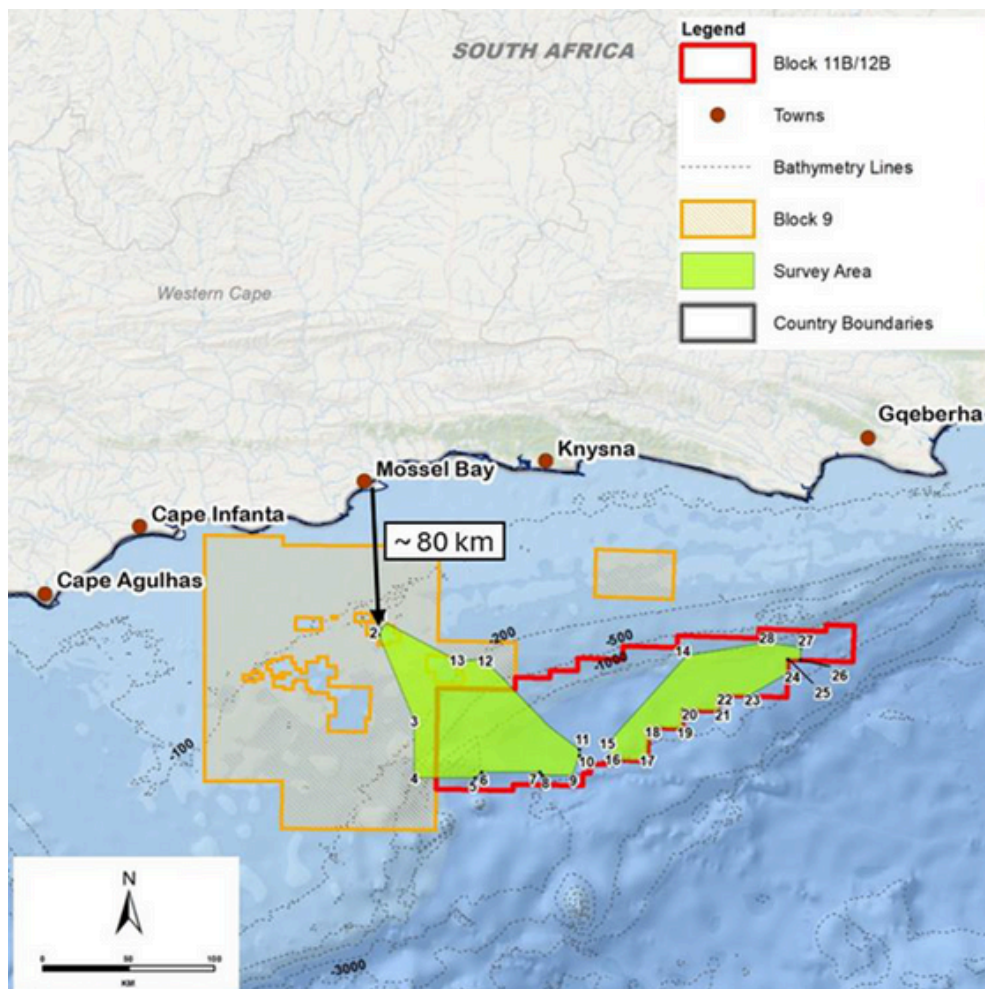 SOUTH AFRICA
Legend
Block 11B/12B
Towns
Bathymetry Lines
Block 9
Survey Area
Country Boundaries
Western Cape
Gqeberha
Knysna
Mossel Bay
Cape Infanta
~ 80 km
Cape Agulhas
2
-200
-500
28
27
13
12
-1000
14
24
26
25
3
22
23
20
21
-100
11
15
18
19
10
16
17
4
6
5
7
8
9
N
0
50
100
KM
-3000